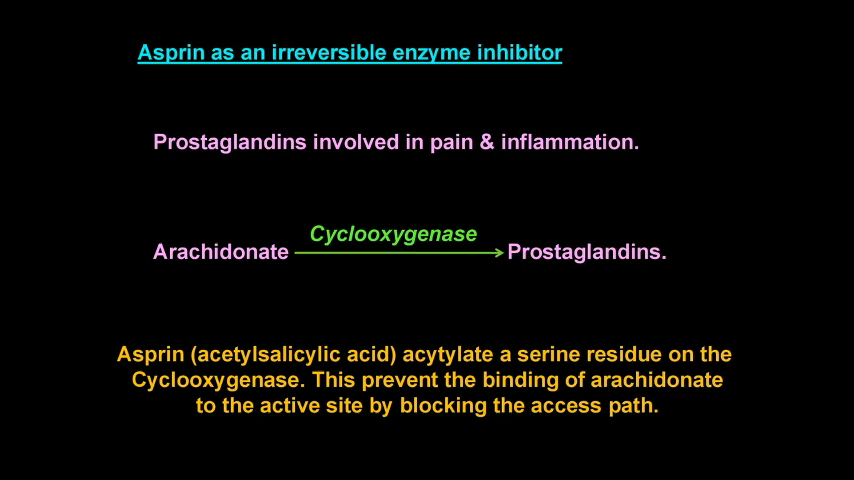 Asprin as an irreversible enzyme inhibitor
Prostaglandins involved in pain & inflammation.
Cyclooxygenase
Arachidonate Prostaglandins.
Asprin (acetylsalicylic acid) acytylate a serine residue on the
Cyclooxygenase. This prevent the binding of arachidonate
to the active site by blocking the access path.